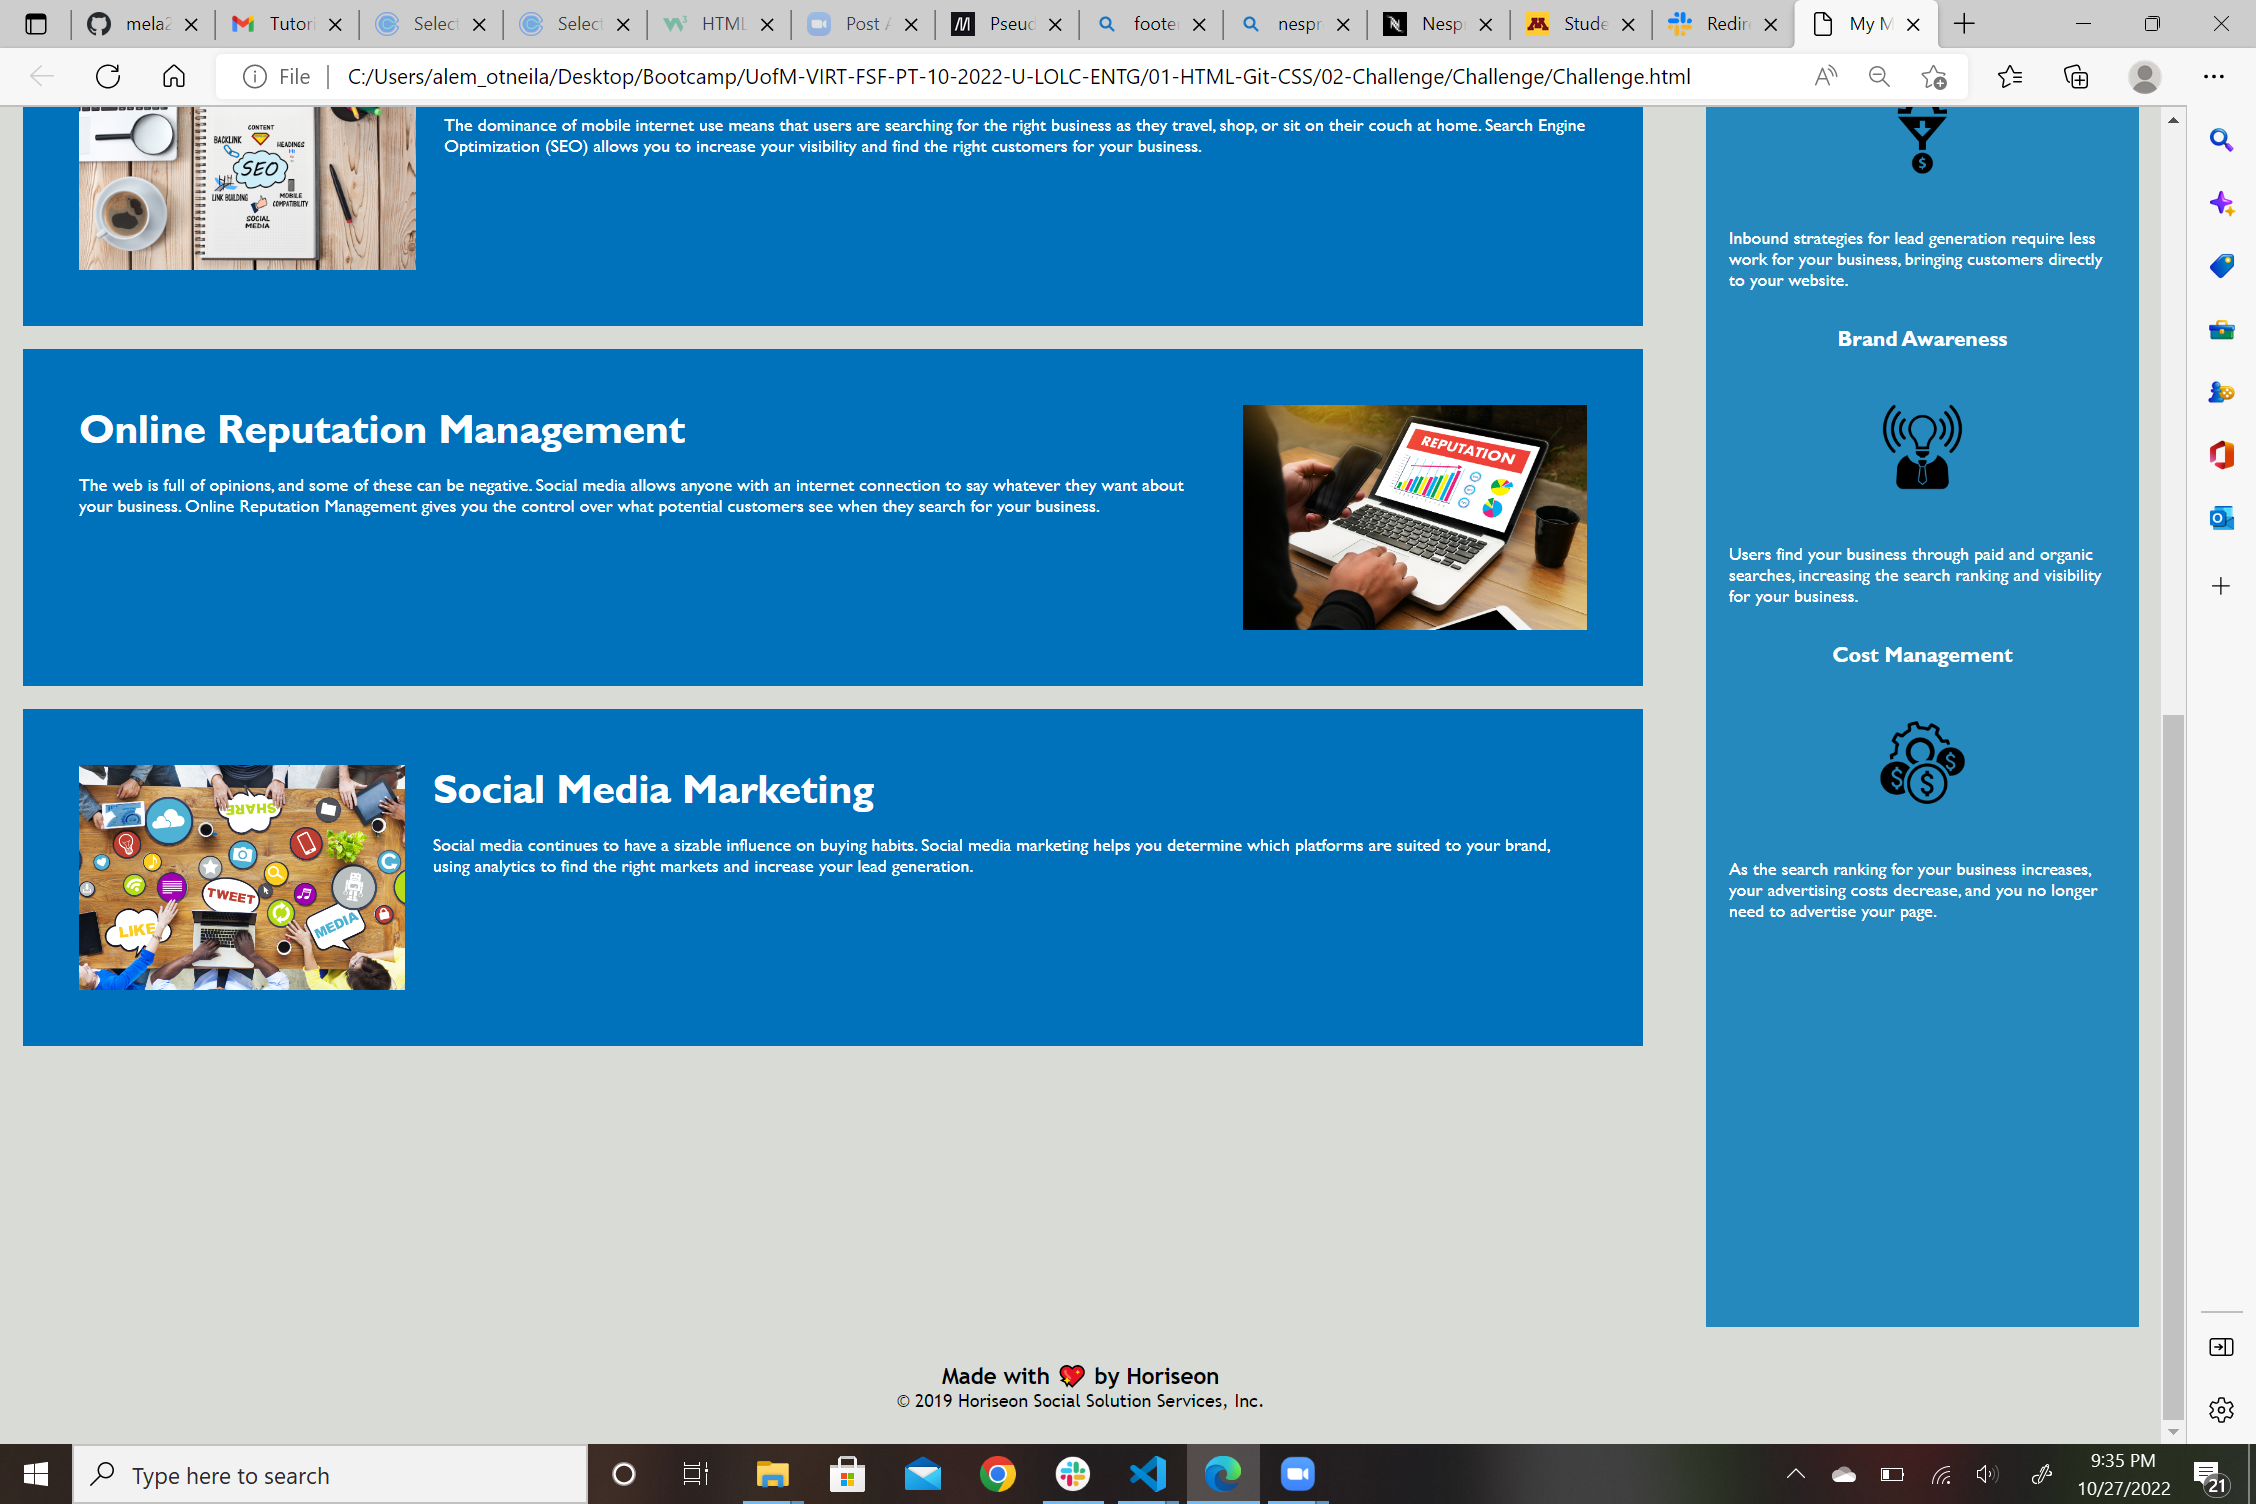 mela2
Tutori
Select
Select
HTML
Post A
Pseud
footer
nespr
Nespr
Stude
Redire
My M
File
C:/Users/alem_otneila/Desktop/Bootcamp/UofM-VIRT-FSF-PT-10-2022-U-LOLC-ENTG/01-HTML-Git-CSS/02-Challenge/Challenge/Challenge.html
CONTENT
BACKLINK
HEADINGS
SEO
LINK BUILDING
MOBILE
COMPATIBILITY
SOCIAL
MEDIA
The dominance of mobile internet use means that users are searching for the right business as they travel, shop, or sit on their couch at home. Search Engine
Optimization (SEO) allows you to increase your visibility and find the right customers for your business.
Online Reputation Management
The web is full of opinions, and some of these can be negative. Social media allows anyone with an internet connection to say whatever they want about
your business. Online Reputation Management gives you the control over what potential customers see when they search for your business.
REPUTATION
SHARE
TWEET
LIKE
MEDIA
Social Media Marketing
Social media continues to have a sizable influence on buying habits. Social media marketing helps you determine which platforms are suited to your brand,
using analytics to find the right markets and increase your lead generation.
Inbound strategies for lead generation require less
work for your business, bringing customers directly
to your website.
Brand Awareness
Users find your business through paid and organic
searches, increasing the search ranking and visibility
for your business.
Cost Management
As the search ranking for your business increases,
your advertising costs decrease, and you no longer
need to advertise your page.
Made with 💖 by Horiseon
© 2019 Horiseon Social Solution Services, Inc.
Type here to search
9:35 PM
10/27/2022
21